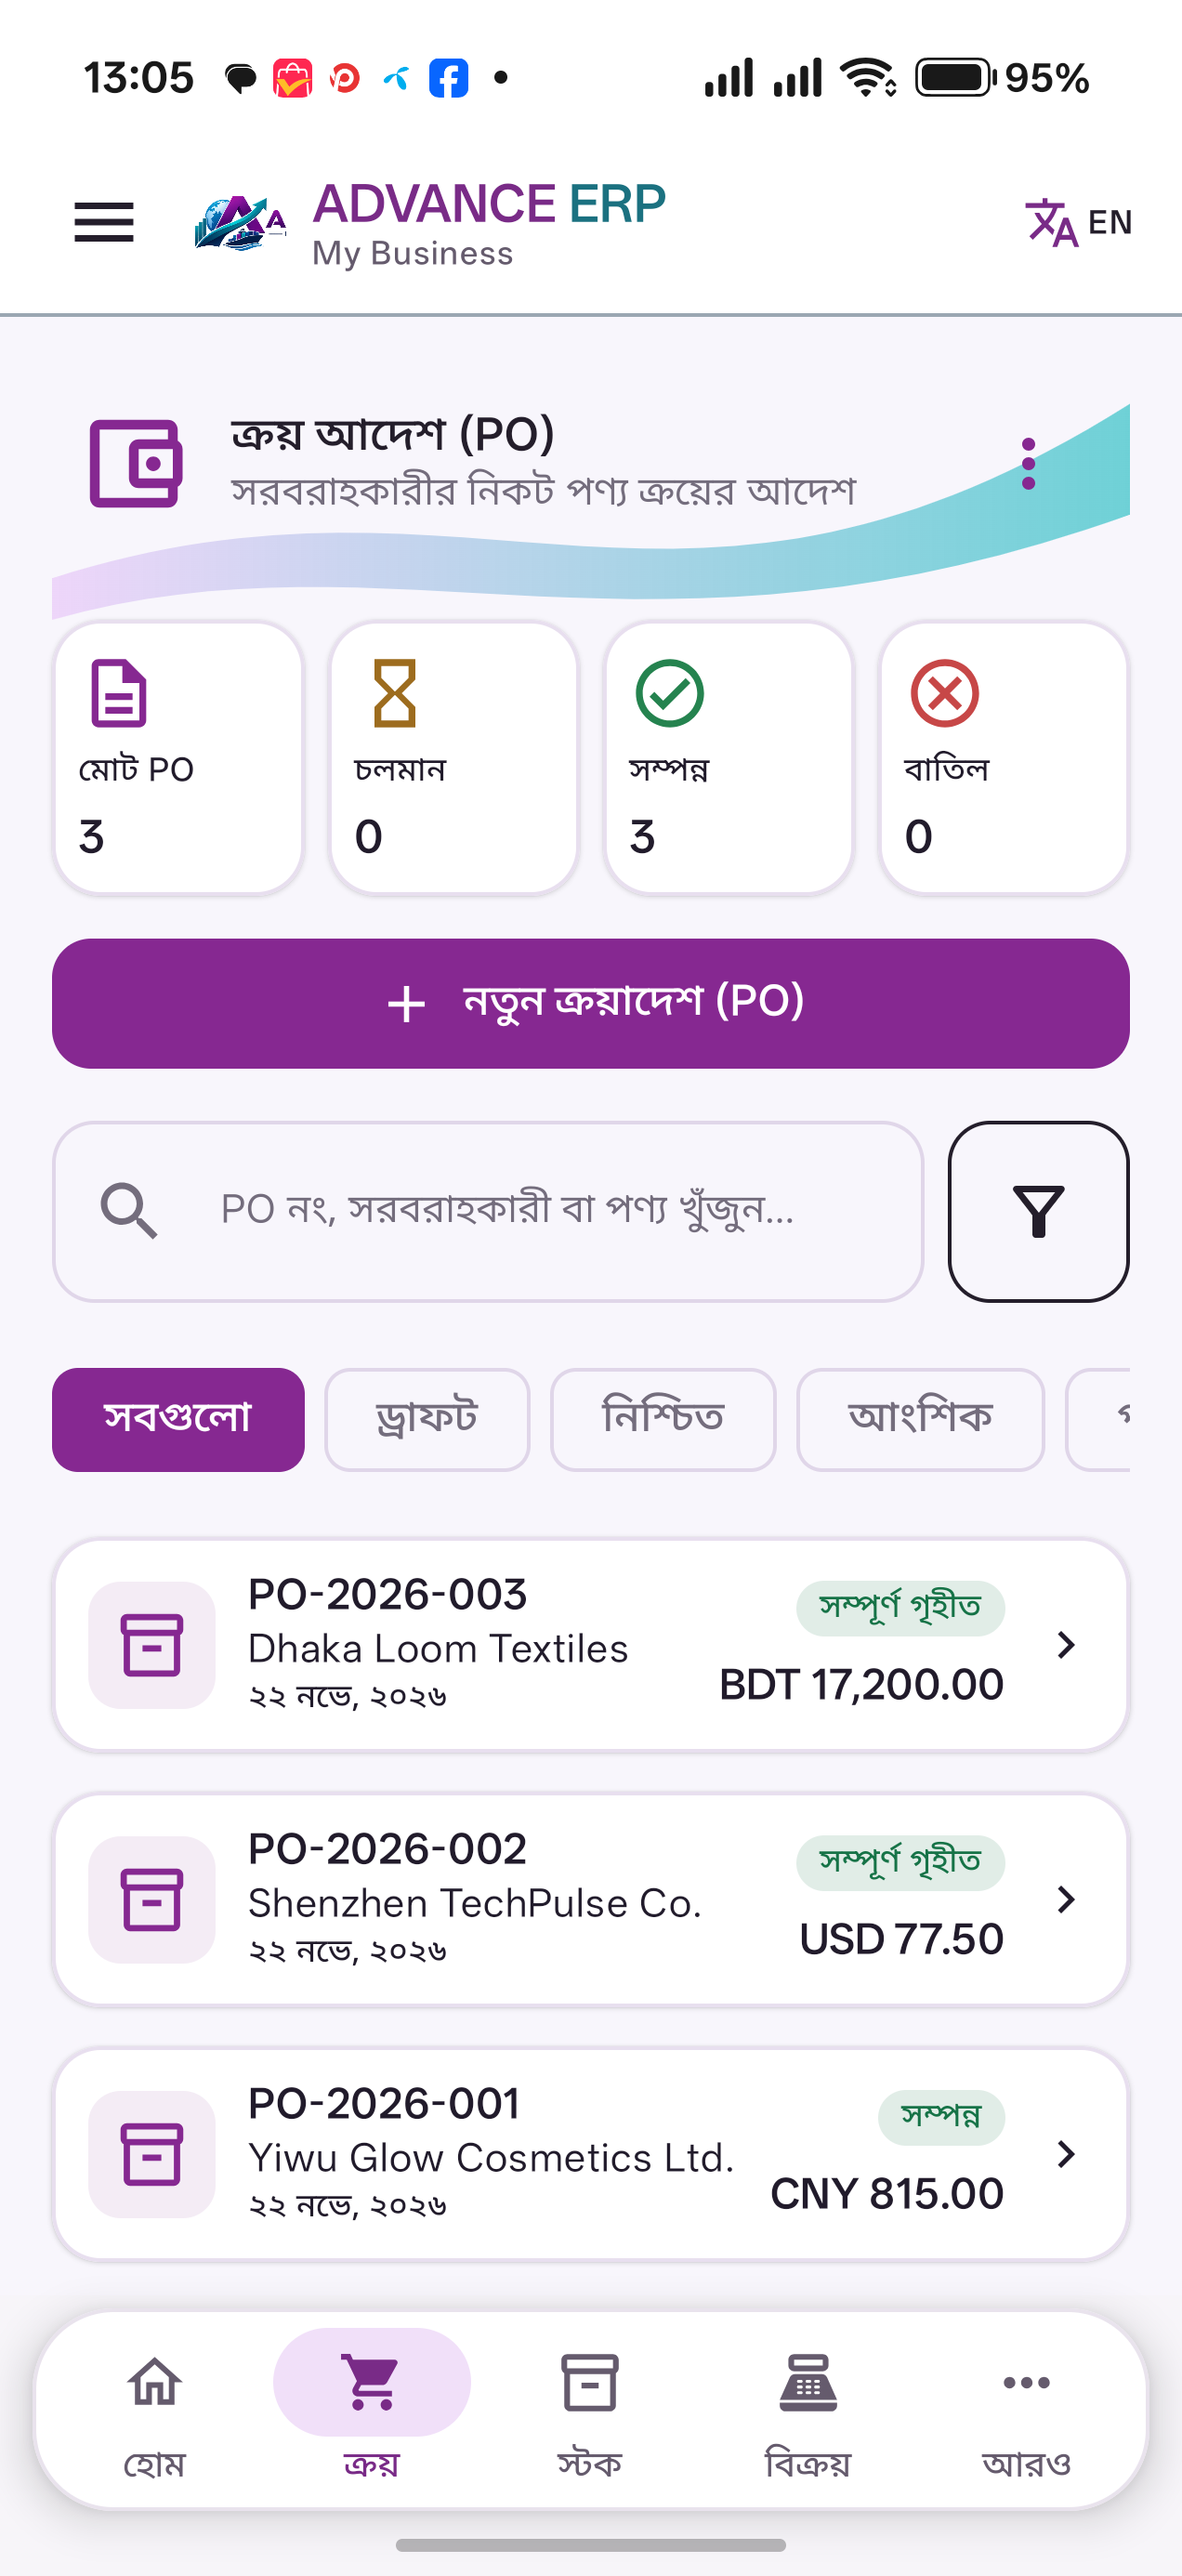 13:05
95%
ADVANCE ERP
My Business
EN
ক্রয় আদেশ (PO)
সরবরাহকারীর নিকট পণ্য ক্রয়ের আদেশ
মোট PO
3
চলমান
0
সম্পন্ন
3
বাতিল
0
+ নতুন ক্রয়াদেশ (PO)
PO নং, সরবরাহকারী বা পণ্য খুঁজুন...
সবগুলো
ড্রাফট
নিশ্চিত
আংশিক
PO-2026-003
সম্পূর্ণ গৃহীত
Dhaka Loom Textiles
BDT 17,200.00
২২ নভে, ২০২৬
PO-2026-002
সম্পূর্ণ গৃহীত
Shenzhen TechPulse Co.
USD 77.50
২২ নভে, ২০২৬
PO-2026-001
সম্পন্ন
Yiwu Glow Cosmetics Ltd.
CNY 815.00
২২ নভে, ২০২৬
হোম
ক্রয়
স্টক
বিক্রয়
আরও